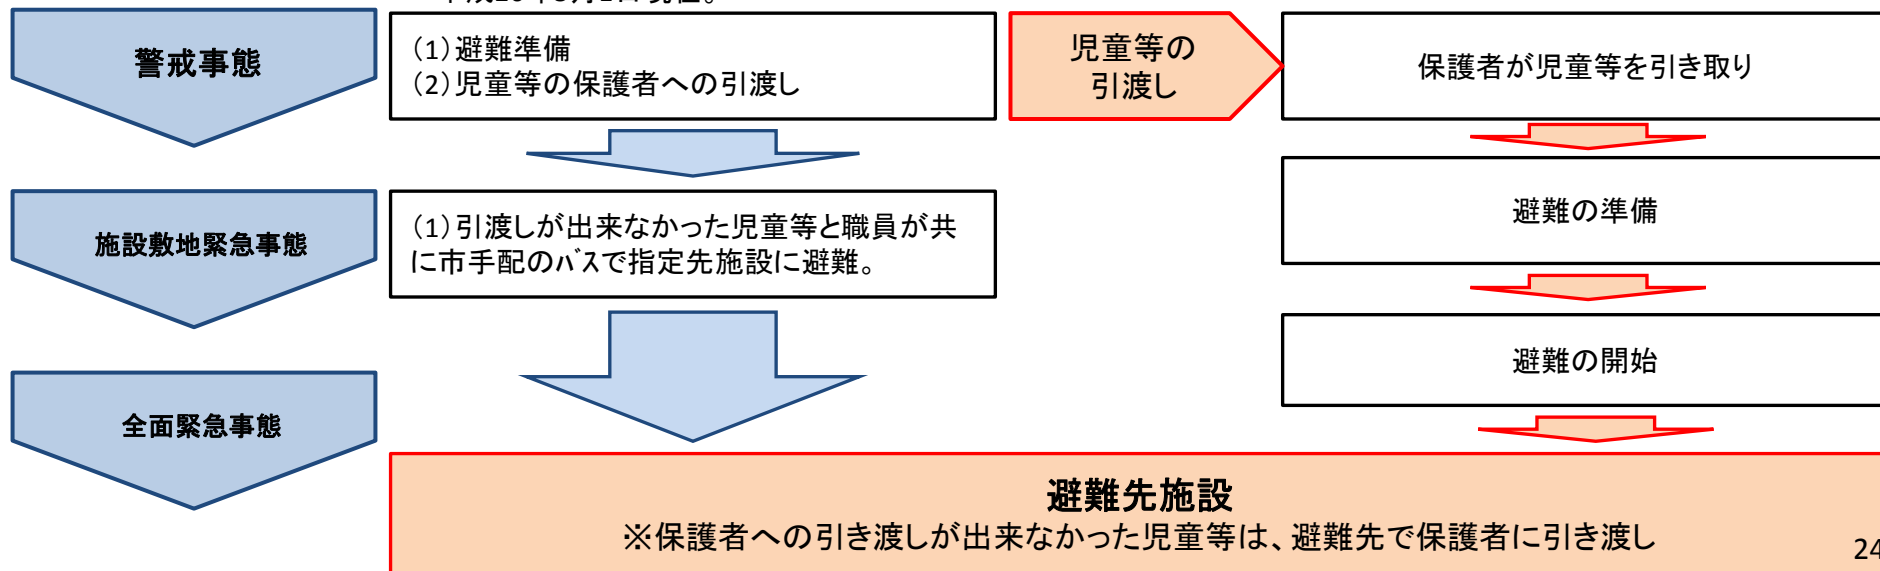 警戒事態
(1)避難準備
(2)児童等の保護者への引渡し
児童等の
引渡し
保護者が児童等を引き取り
施設敷地緊急事態
(1)引渡しが出来なかった児童等と職員が共
に市手配のバスで指定先施設に避難。
避難の準備
避難の開始
全面緊急事態
避難先施設
※保護者への引き渡しが出来なかった児童等は、避難先で保護者に引き渡し
24